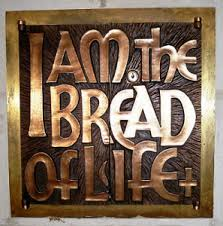 I AM THE
BREAD
OF LIFE